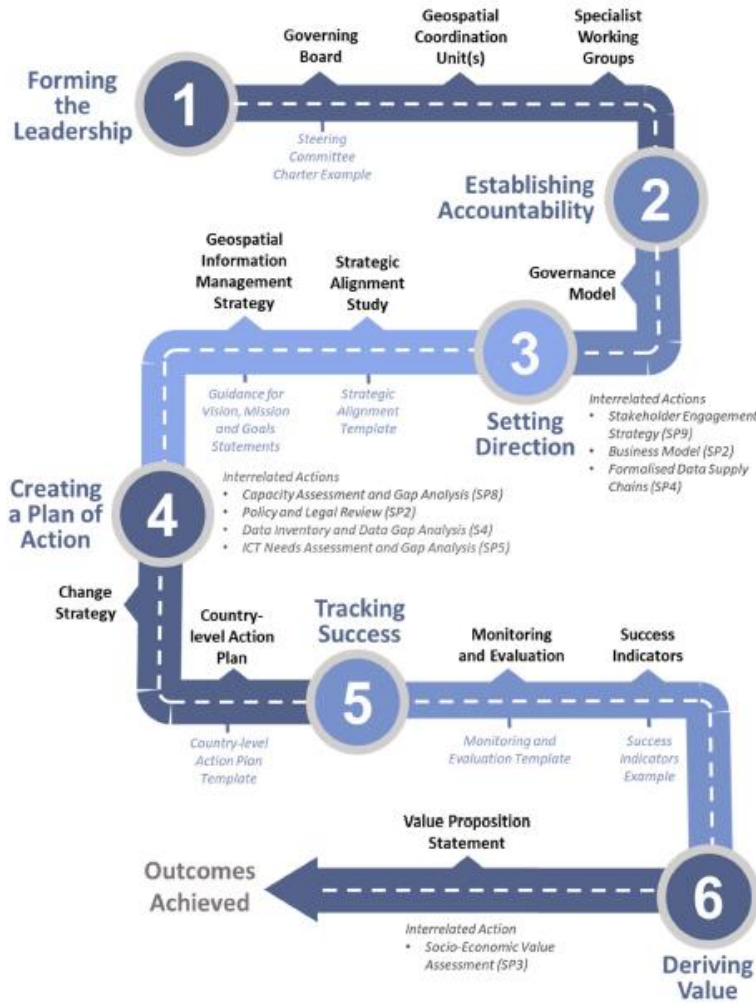 Forming
the
Leadership
1
Governing
Board
Geospatial
Coordination
Unit(s)
Specialist
Working
Groups
Steering
Committee
Charter Example
Establishing
Accountability
2
Governance
Model
Geospatial
Information
Management
Strategy
Strategic
Alignment
Study
3
Setting
Direction
Guidance for
Vision, Mission
and Goals
Statements
Strategic
Alignment
Template
Interrelated Actions
• Stakeholder Engagement
Strategy (SP9)
• Business Model (SP2)
• Formalised Data Supply
Chains (SP4)
Creating
a Plan of
Action
4
Interrelated Actions
• Capacity Assessment and Gap Analysis (SP8)
• Policy and Legal Review (SP2)
• Data Inventory and Data Gap Analysis (S4)
• ICT Needs Assessment and Gap Analysis (SP5)
Change
Strategy
Country-
level Action
Plan
Country-level
Action Plan
Template
Tracking
Success
5
Monitoring
and Evaluation
Success
Indicators
Monitoring and
Evaluation Template
Success
Indicators
Example
6
Deriving
Value
Value Proposition
Statement
Interrelated Action
• Socio-Economic Value
Assessment (SP3)
Outcomes
Achieved